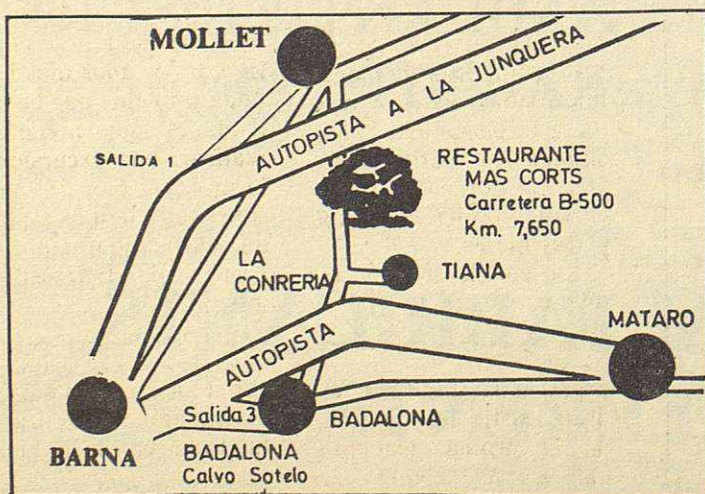 MOLLET
AUTOPISTA A LA JUNQUERA
SALIDA 1
RESTAURANTE
MAS CORTS
Carretera B-500
Km. 7,650
LA
CONRERIA
TIANA
MATARO
AUTOPISTA
Salida 3
BADALONA
BARNA
BADALONA
Calvo Sotelo